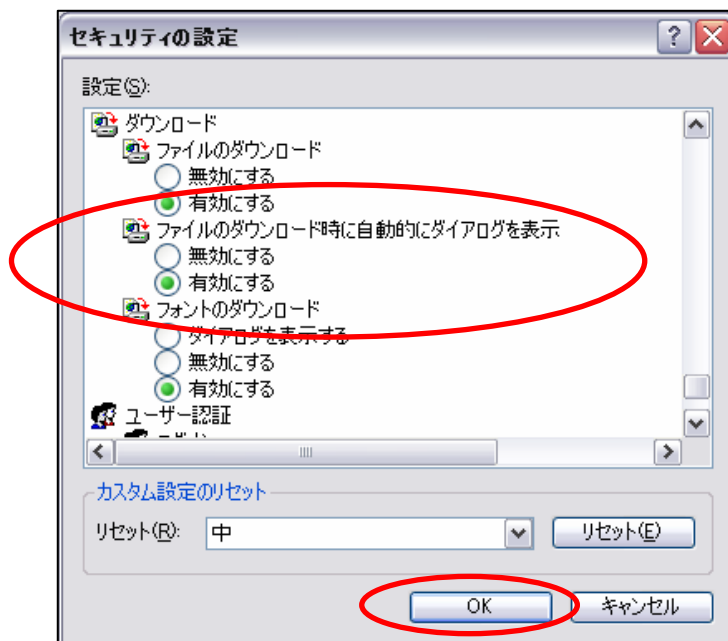 セキュリティの設定
設定(S):
ダウンロード
ファイルのダウンロード
無効にする
有効にする
ファイルのダウンロード時に自動的にダイアログを表示
無効にする
有効にする
フォントのダウンロード
ダイアログを表示する
無効にする
有効にする
ユーザー認証
カスタム設定のリセット
リセット(R): 中 リセット(E)
OK キャンセル